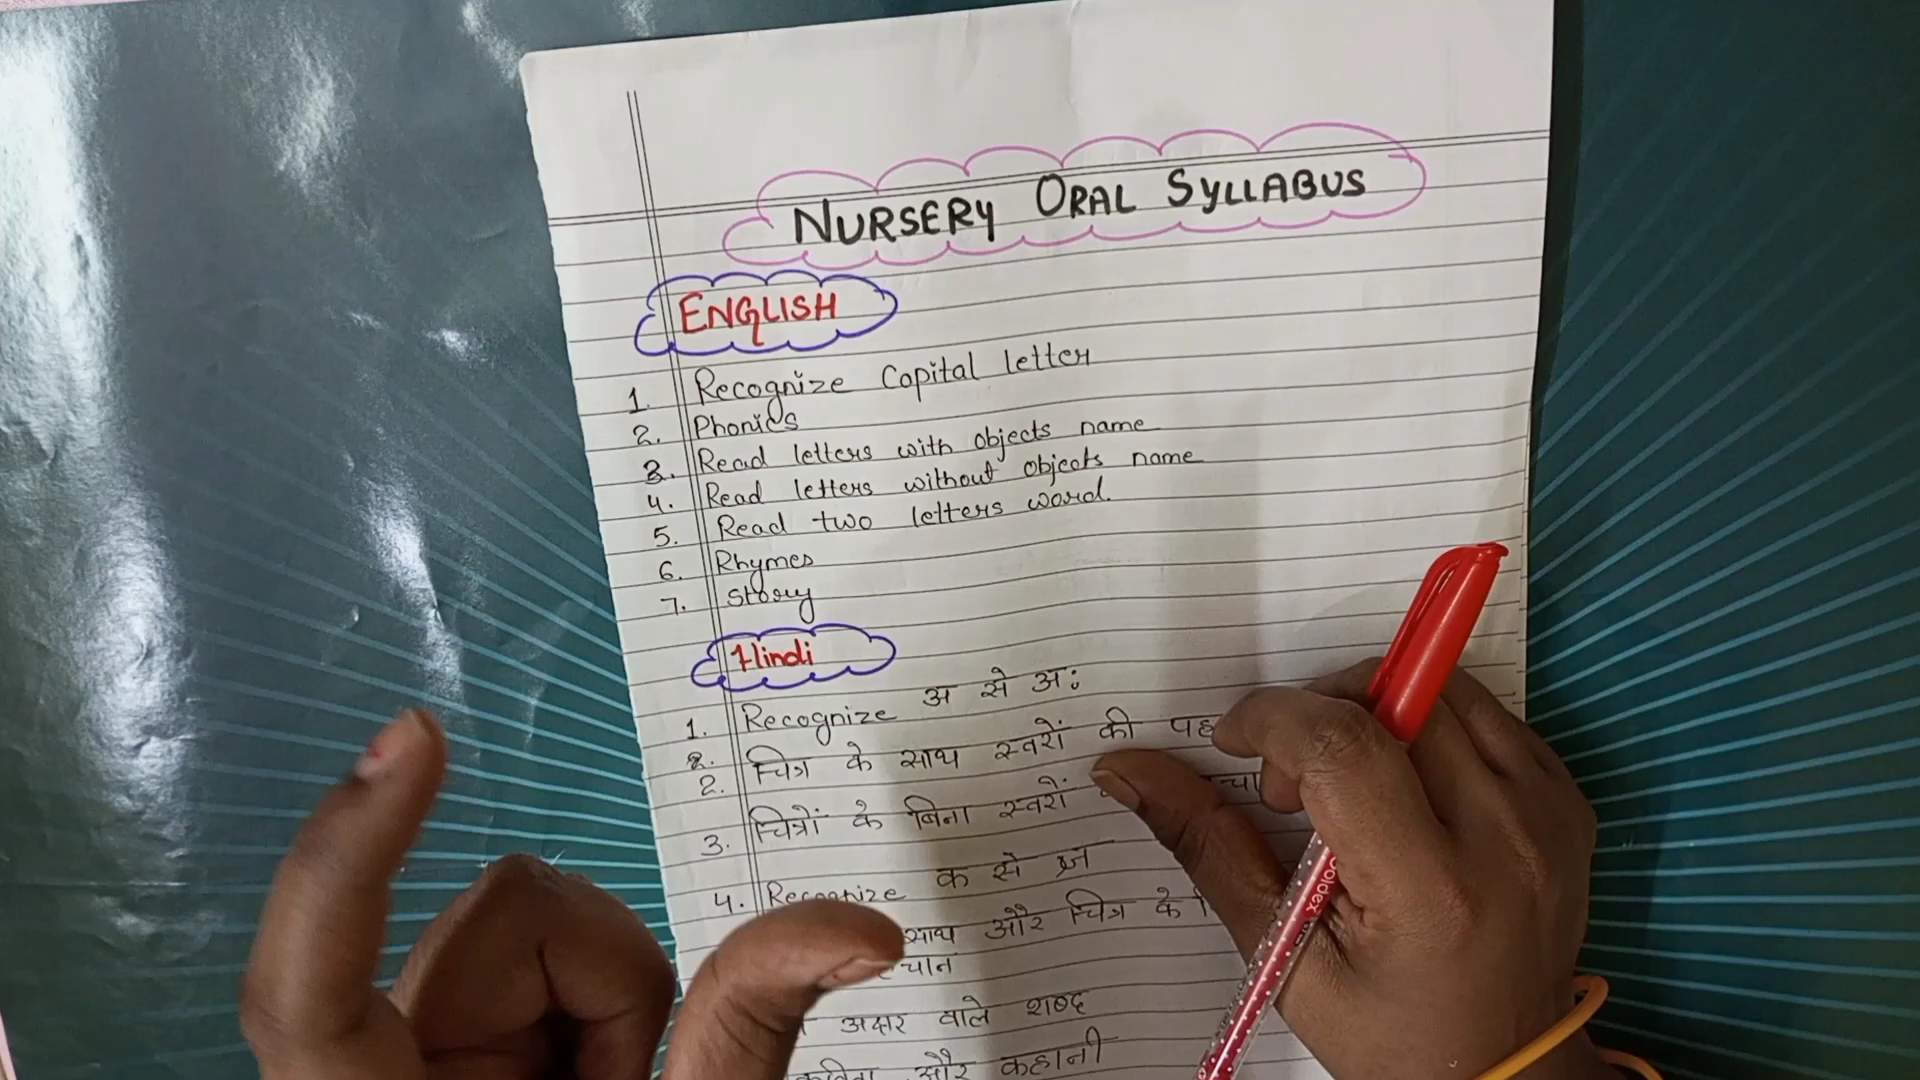 NURSERY ORAL SYLLABUS
ENGLISH
1. Recognize Capital letter
2. Phonics
3. Read letters with objects name
4. Read letters without objects name
5. Read two letters word.
6. Rhymes
7. Story
Hindi
1. Recognize अ से अः
2. चित्र के साथ स्वरों की
3. चित्रों के बिना स्वरों
4. Recognize क से ज्ञ
साथ और चित्र के
अक्षर वाले शब्द
और कहानी